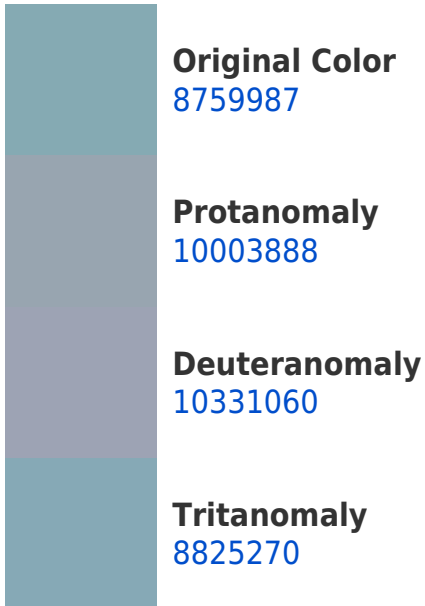 Original Color
8759987
Protanomaly
10003888
Deuteranomaly
10331060
Tritanomaly
8825270